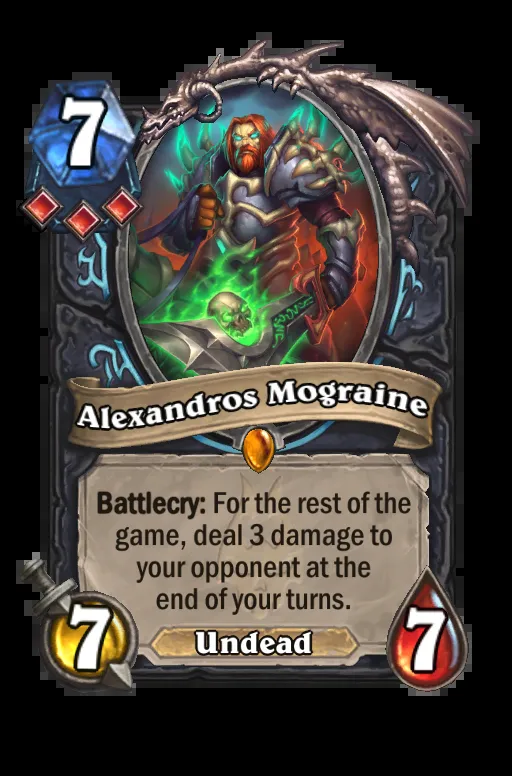 7
Alexandros Mograine
Battlecry: For the rest of the
game, deal 3 damage to
your opponent at the
end of your turns.
7
Undead
7